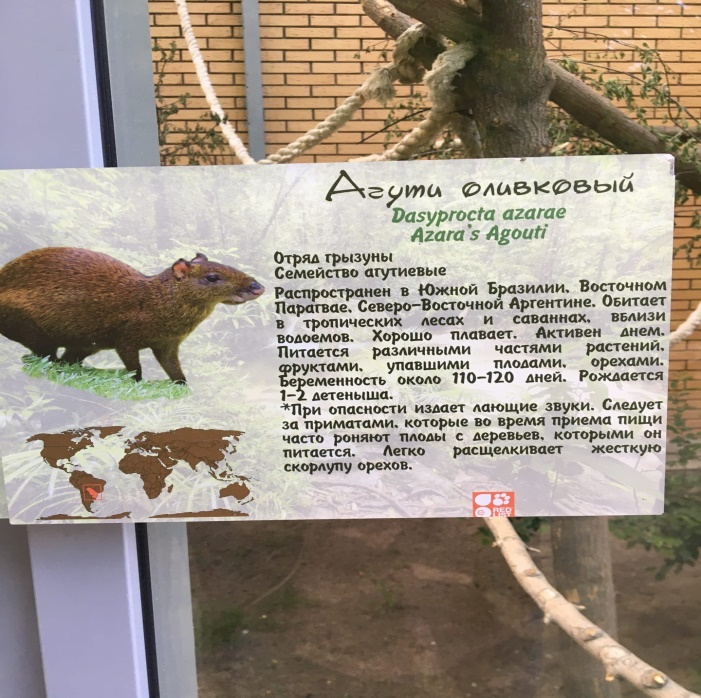 Агути оливковый
Dasyprocta azarae
Azara's Agouti
Отряд грызуны
Семейство агутиевые
Распространен в Южной Бразилии, Восточном
Парагвае, Северо-Восточной Аргентине. Обитает
в тропических лесах и саваннах, вблизи
водоемов. Хорошо плавает. Активен днем.
Питается различными частями растений,
фруктами, упавшими плодами, орехами.
Беременность около 110-120 дней. Рождается
1-2 детеныша.
*При опасности издает лающие звуки. Следует
за приматами, которые во время приема пищи
часто роняют плоды с деревьев, которыми он
питается. Легко расщелкивает жесткую
скорлупу орехов.
RED
LIST